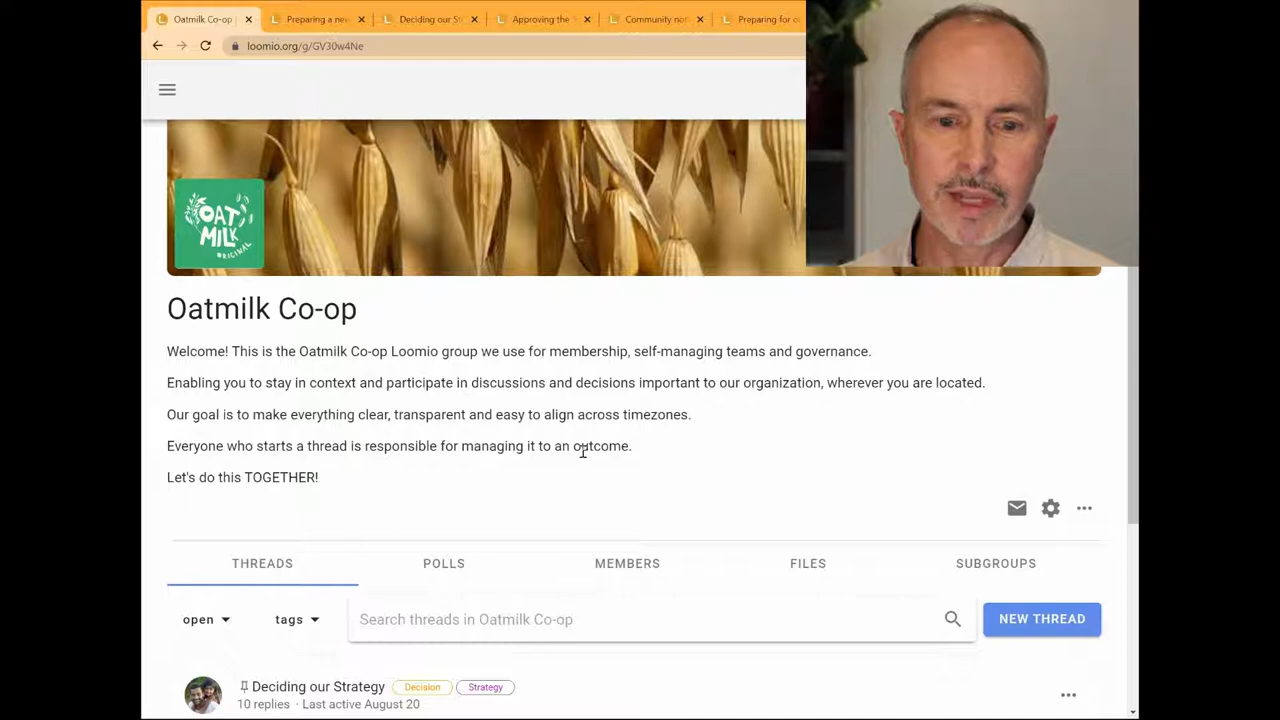 Oatmilk Co-op
Preparing a nev
Deciding our St
Approving the
Community no
Preparing for o
loomio.org/g/GV30w4Ne
OAT
MILK
ORIGINAL
Oatmilk Co-op
Welcome! This is the Oatmilk Co-op Loomio group we use for membership, self-managing teams and governance.
Enabling you to stay in context and participate in discussions and decisions important to our organization, wherever you are located.
Our goal is to make everything clear, transparent and easy to align across timezones.
Everyone who starts a thread is responsible for managing it to an outcome.
Let's do this TOGETHER!
THREADS POLLS MEMBERS FILES SUBGROUPS
open tags Search threads in Oatmilk Co-op NEW THREAD
Deciding our Strategy Decision Strategy
10 replies · Last active August 20